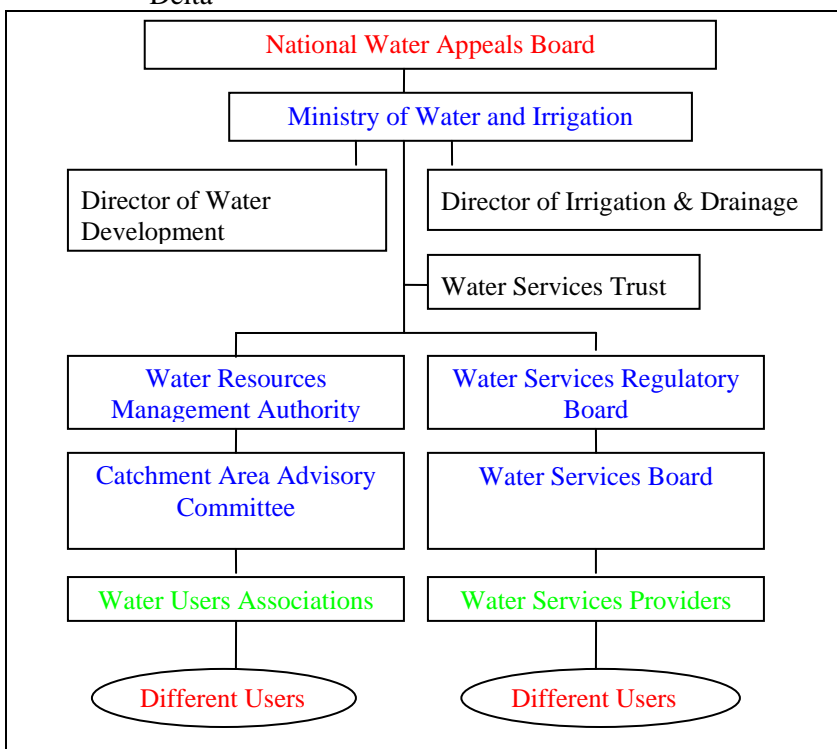 Delta
National Water Appeals Board
Ministry of Water and Irrigation
Director of Water
Development
Director of Irrigation & Drainage
Water Services Trust
Water Resources
Management Authority
Water Services Regulatory
Board
Catchment Area Advisory
Committee
Water Services Board
Water Users Associations
Water Services Providers
Different Users
Different Users